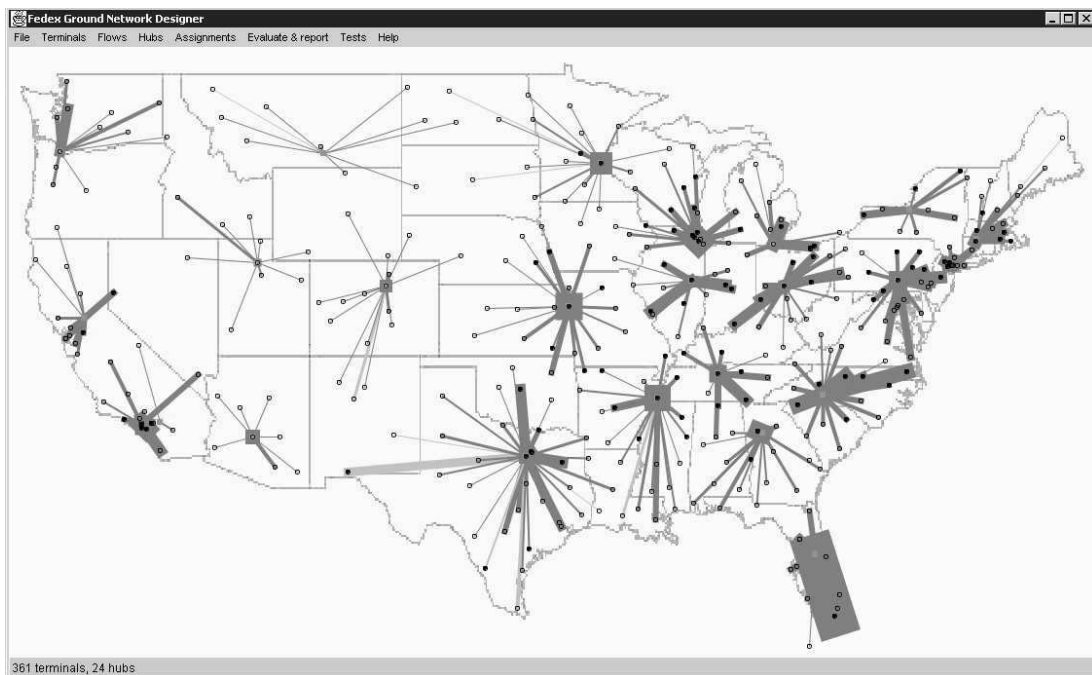 Fedex Ground Network Designer
File Terminals Flows Hubs Assignments Evaluate & report Tests Help
361 terminals, 24 hubs